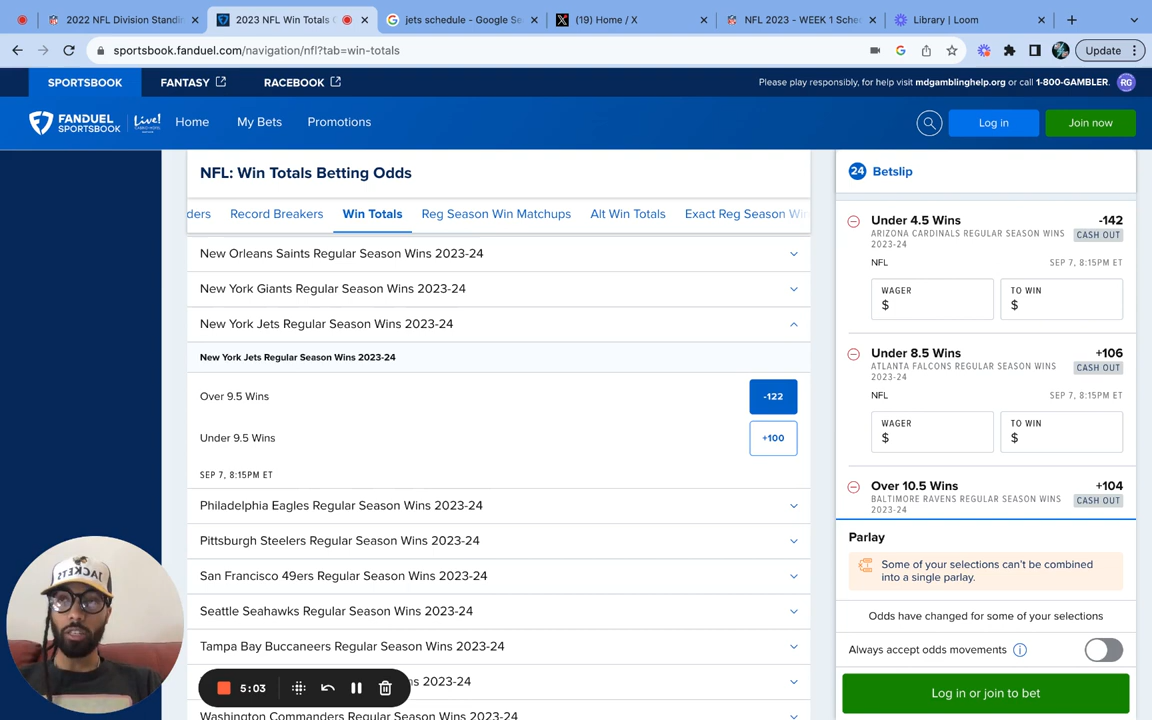 2022 NFL Division Standin
2023 NFL Win Totals O
jets schedule - Google Se
(19) Home / X
NFL 2023 - WEEK 1 Sche
Library | Loom
sportsbook.fanduel.com/navigation/nfl?tab=win-totals
Update
SPORTSBOOK
FANTASY
RACEBOOK
Please play responsibly, for help visit mdgamblinghelp.org or call 1-800-GAMBLER.
RG
FANDUEL
SPORTSBOOK
Live!
Home
My Bets
Promotions
Log in
Join now
NFL: Win Totals Betting Odds
ders
Record Breakers
Win Totals
Reg Season Win Matchups
Alt Win Totals
Exact Reg Season Win
New Orleans Saints Regular Season Wins 2023-24
New York Giants Regular Season Wins 2023-24
New York Jets Regular Season Wins 2023-24
New York Jets Regular Season Wins 2023-24
Over 9.5 Wins
-122
Under 9.5 Wins
+100
SEP 7, 8:15PM ET
Philadelphia Eagles Regular Season Wins 2023-24
Pittsburgh Steelers Regular Season Wins 2023-24
San Francisco 49ers Regular Season Wins 2023-24
Seattle Seahawks Regular Season Wins 2023-24
Tampa Bay Buccaneers Regular Season Wins 2023-24
ns 2023-24
Washington Commanders Regular Season Wins 2023-24
5:03
JACKETS
24
Betslip
Under 4.5 Wins
-142
ARIZONA CARDINALS REGULAR SEASON WINS
2023-24
CASH OUT
NFL
SEP 7, 8:15PM ET
WAGER
$
TO WIN
$
Under 8.5 Wins
+106
ATLANTA FALCONS REGULAR SEASON WINS
2023-24
CASH OUT
NFL
SEP 7, 8:15PM ET
WAGER
$
TO WIN
$
Over 10.5 Wins
+104
BALTIMORE RAVENS REGULAR SEASON WINS
2023-24
CASH OUT
Parlay
Some of your selections can't be combined
into a single parlay.
Odds have changed for some of your selections
Always accept odds movements
Log in or join to bet